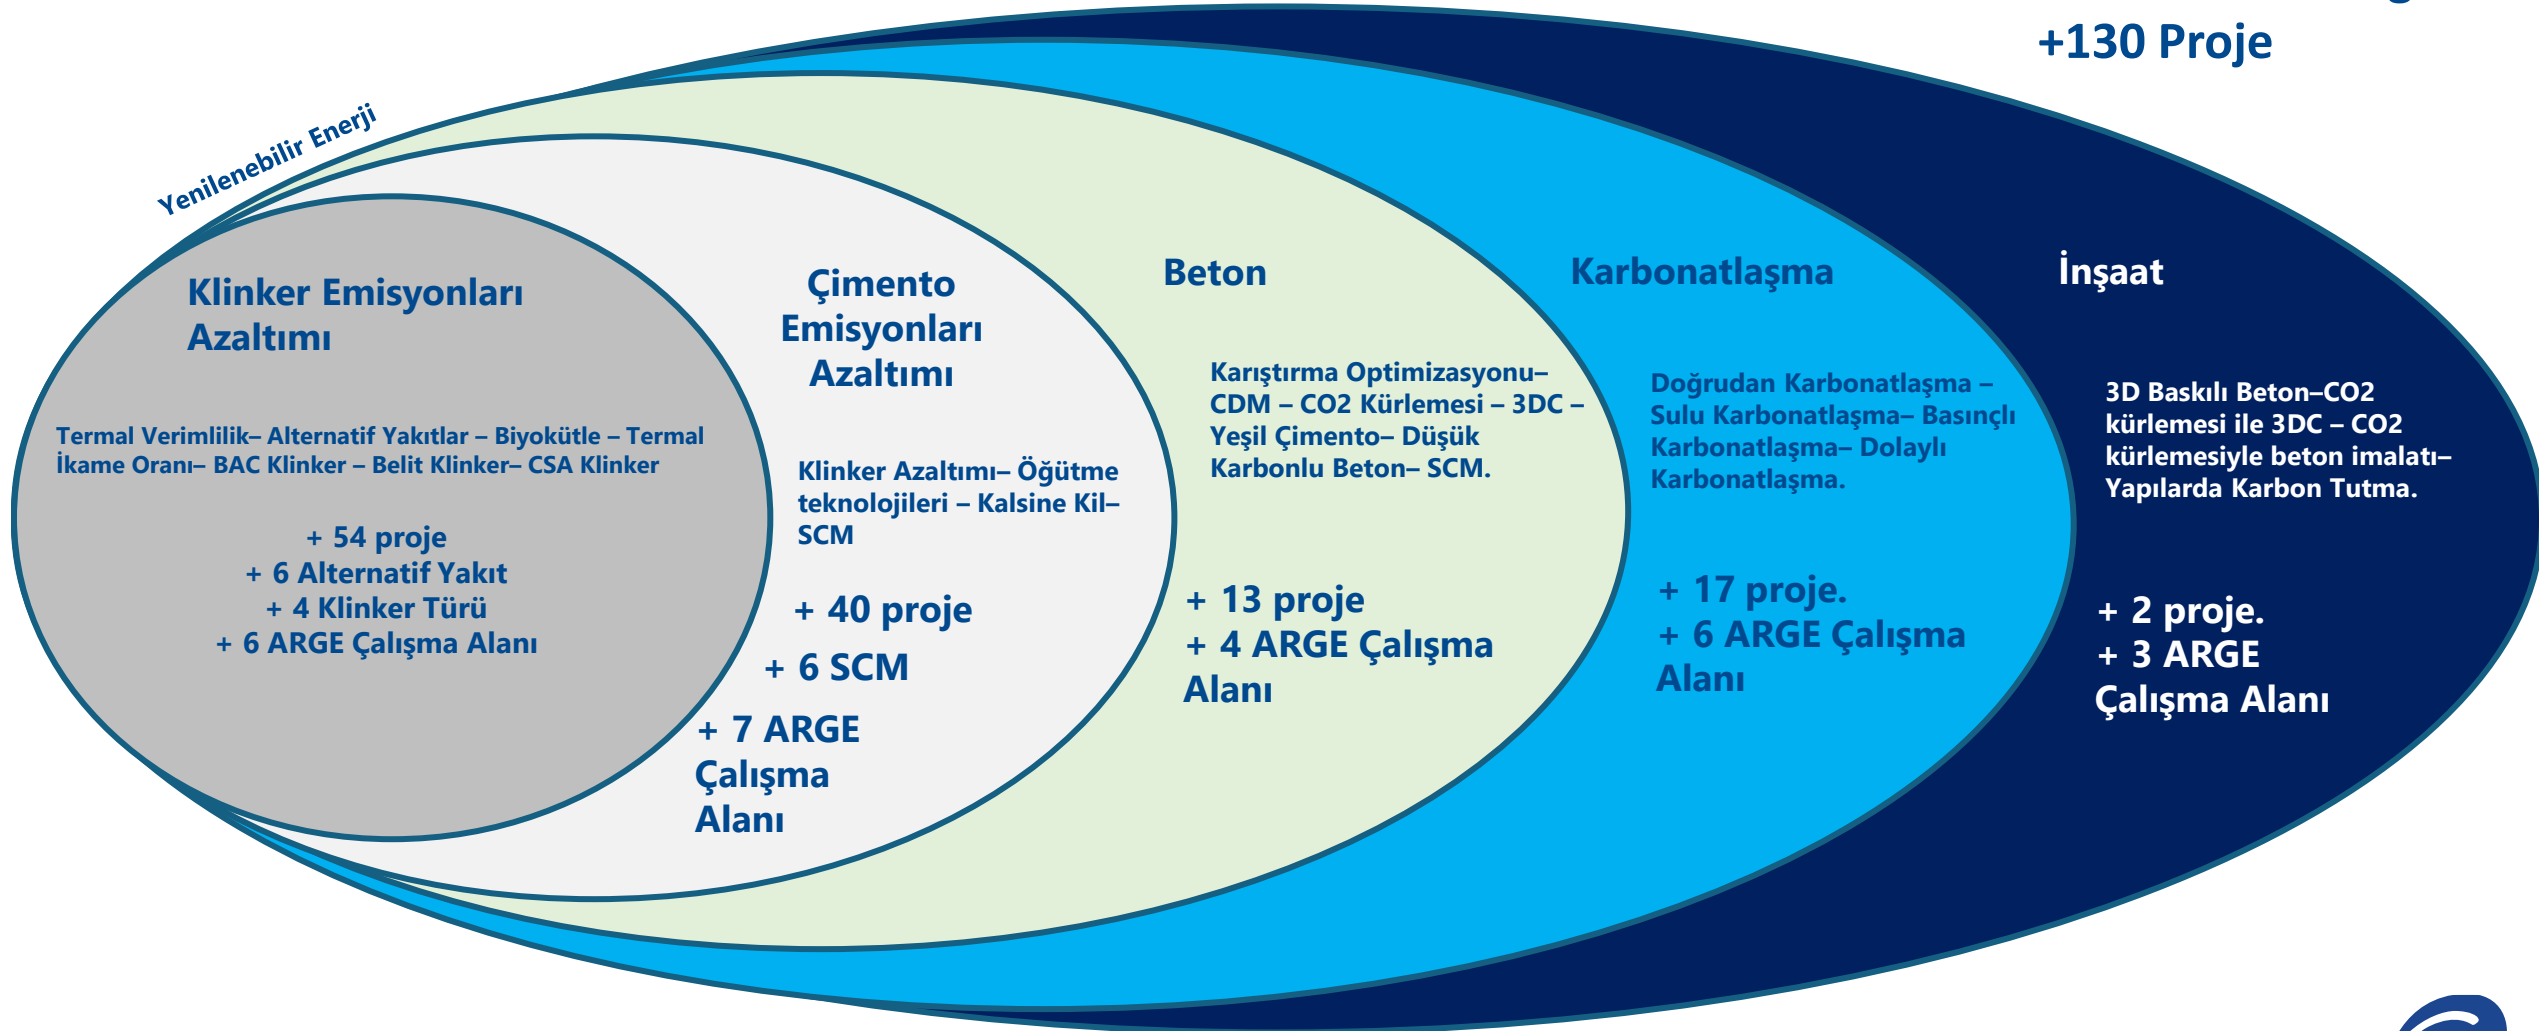 +130 Proje
Yenilenebilir Enerji
Klinker Emisyonları
Azaltımı
Termal Verimlilik– Alternatif Yakıtlar – Biyokütle – Termal
İkame Oranı– BAC Klinker – Belit Klinker– CSA Klinker
+ 54 proje
+ 6 Alternatif Yakıt
+ 4 Klinker Türü
+ 6 ARGE Çalışma Alanı
Çimento
Emisyonları
Azaltımı
Klinker Azaltımı– Öğütme
teknolojileri – Kalsine Kil–
SCM
+ 40 proje
+ 6 SCM
+ 7 ARGE
Çalışma
Alanı
Beton
Karıştırma Optimizasyonu–
CDM – CO2 Kürlemesi – 3DC –
Yeşil Çimento– Düşük
Karbonlu Beton– SCM.
+ 13 proje
+ 4 ARGE Çalışma
Alanı
Karbonatlaşma
Doğrudan Karbonatlaşma –
Sulu Karbonatlaşma– Basınçlı
Karbonatlaşma– Dolaylı
Karbonatlaşma.
+ 17 proje.
+ 6 ARGE Çalışma
Alanı
İnşaat
3D Baskılı Beton–CO2
kürlemesi ile 3DC – CO2
kürlemesiyle beton imalatı–
Yapılarda Karbon Tutma.
+ 2 proje.
+ 3 ARGE
Çalışma Alanı